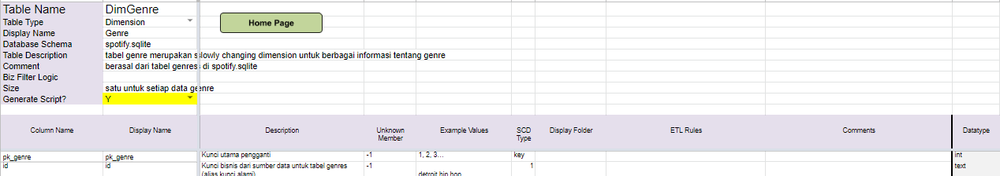 Table Name DimGenre
Table Type Dimension
Home Page
Display Name Genre
Database Schema spotify.sqlite
Table Description tabel genre merupakan slowly changing dimension untuk berbagai informasi tentang genre
Comment berasal dari tabel genres di spotify.sqlite
Biz Filter Logic
Size satu untuk setiap data genre
Generate Script? Y
Column Name Display Name Description Unknown Member Example Values SCD Type Display Folder ETL Rules Comments Datatype
pk_genre pk_genre Kunci utama pengganti -1 1, 2, 3... key int
id id Kunci bisnis dari sumber data untuk tabel genres -1 1 text
(alias kunci alami) detroit hip hop